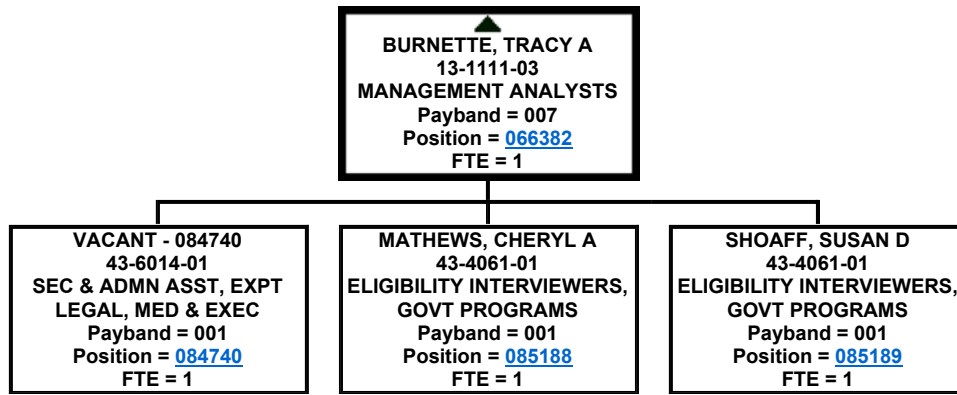 BURNETTE, TRACY A
13-1111-03
MANAGEMENT ANALYSTS
Payband = 007
Position = 066382
FTE = 1
VACANT - 084740
43-6014-01
SEC & ADMN ASST, EXPT
LEGAL, MED & EXEC
Payband = 001
Position = 084740
FTE = 1
MATHEWS, CHERYL A
43-4061-01
ELIGIBILITY INTERVIEWERS,
GOVT PROGRAMS
Payband = 001
Position = 085188
FTE = 1
SHOAFF, SUSAN D
43-4061-01
ELIGIBILITY INTERVIEWERS,
GOVT PROGRAMS
Payband = 001
Position = 085189
FTE = 1